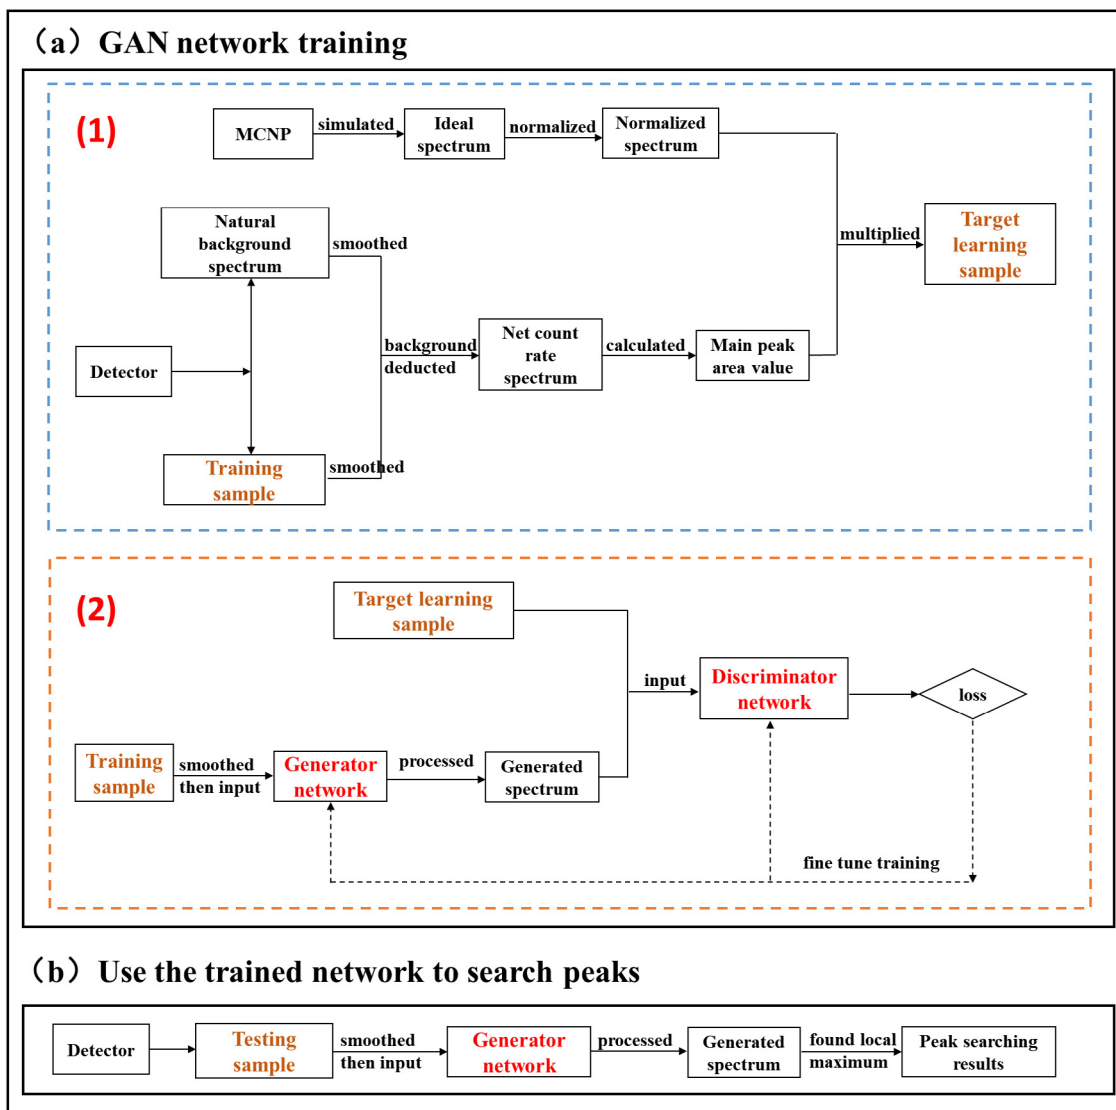 （a）GAN network training
(1)
MCNP
simulated
Ideal
spectrum
normalized
Normalized
spectrum
Natural
background
spectrum
smoothed
multiplied
Target
learning
sample
Detector
background
deducted
Net count
rate
spectrum
calculated
Main peak
area value
Training
sample
smoothed
(2)
Target learning
sample
input
Discriminator
network
loss
Training
sample
smoothed
then input
Generator
network
processed
Generated
spectrum
fine tune training
（b）Use the trained network to search peaks
Detector
Testing
sample
smoothed
then input
Generator
network
processed
Generated
spectrum
found local
maximum
Peak searching
results